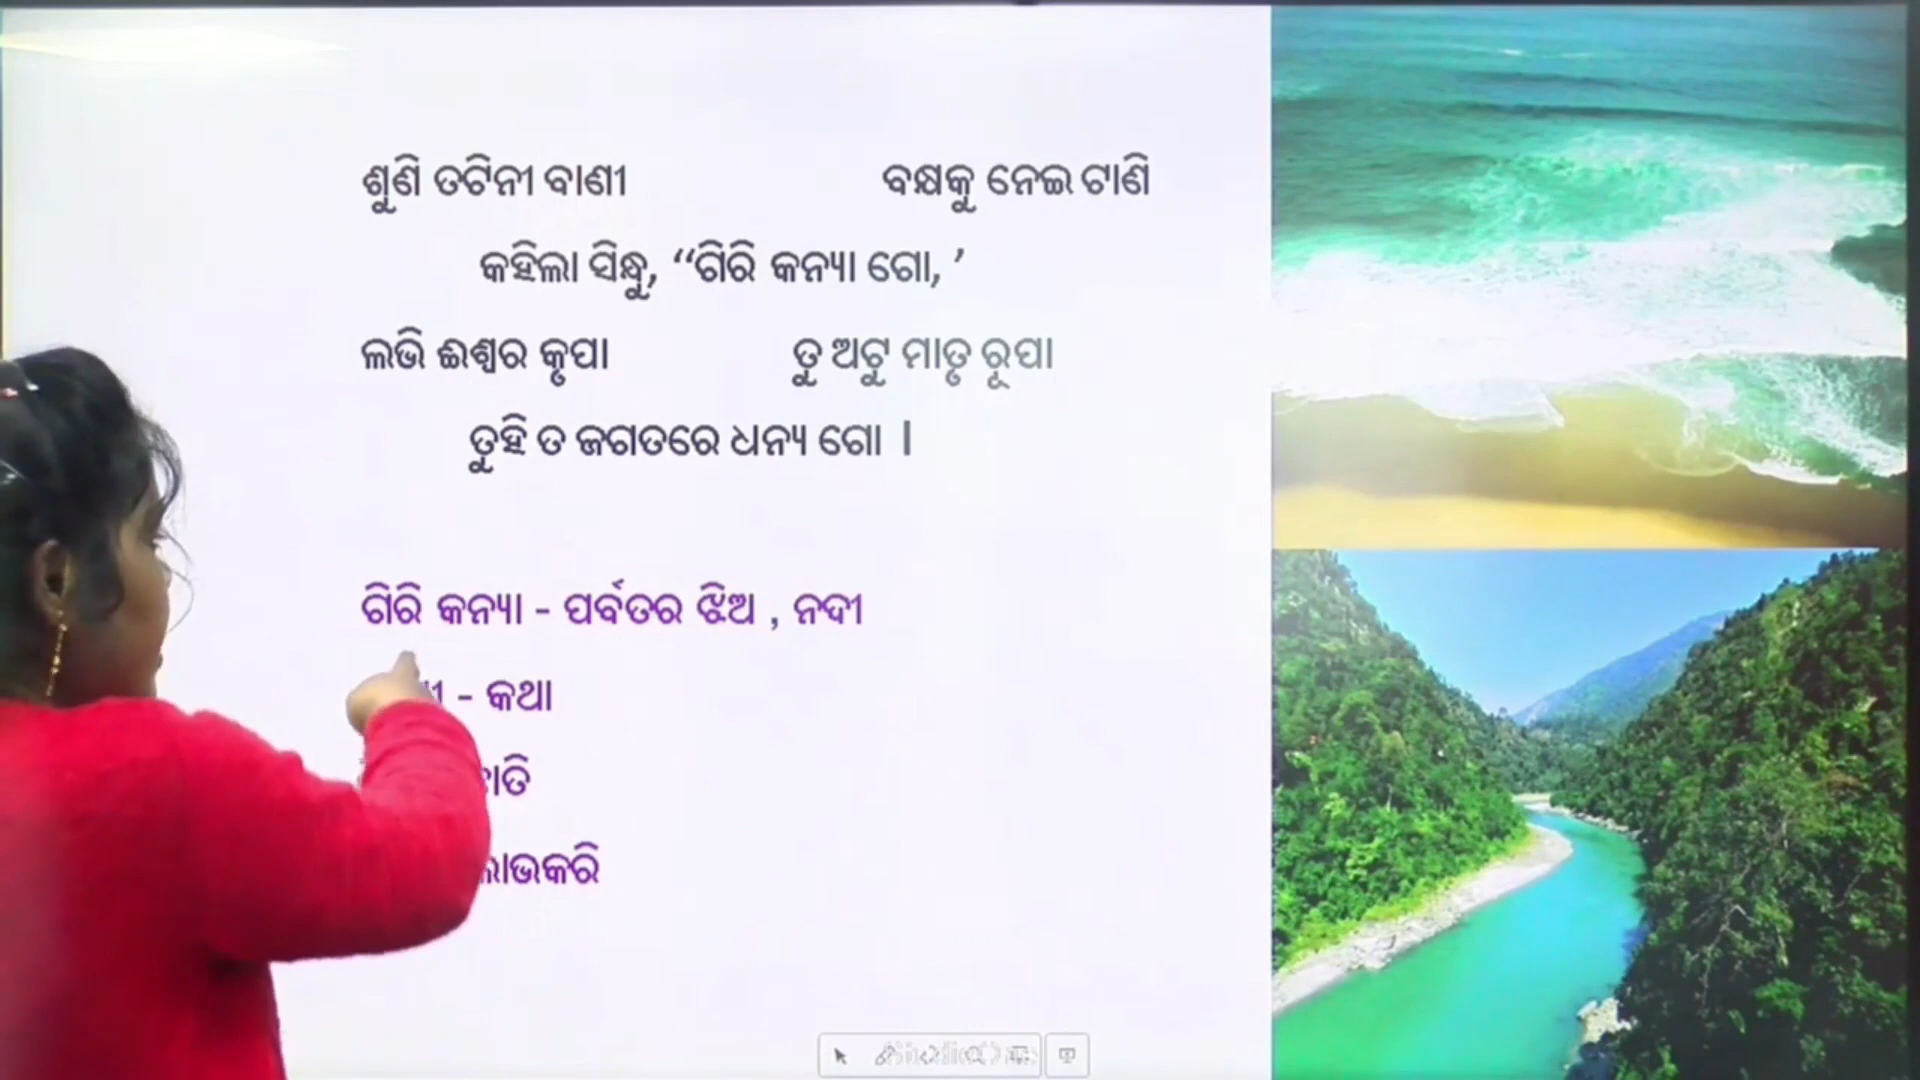 ଶୁଣି ତଟିନୀ ବାଣୀ ବକ୍ଷକୁ ନେଇ ଟାଣି
କହିଲା ସିନ୍ଧୁ, “ଗିରି କନ୍ୟା ଗୋ, ’
ଲଭି ଈଶ୍ୱର କୃପା ତୁ ଅଟୁ ମାତୃ ରୂପା
ତୁହି ତ ଜଗତରେ ଧନ୍ୟ ଗୋ ।
ଗିରି କନ୍ୟା - ପର୍ବତର ଝିଅ , ନଦୀ
- କଥା